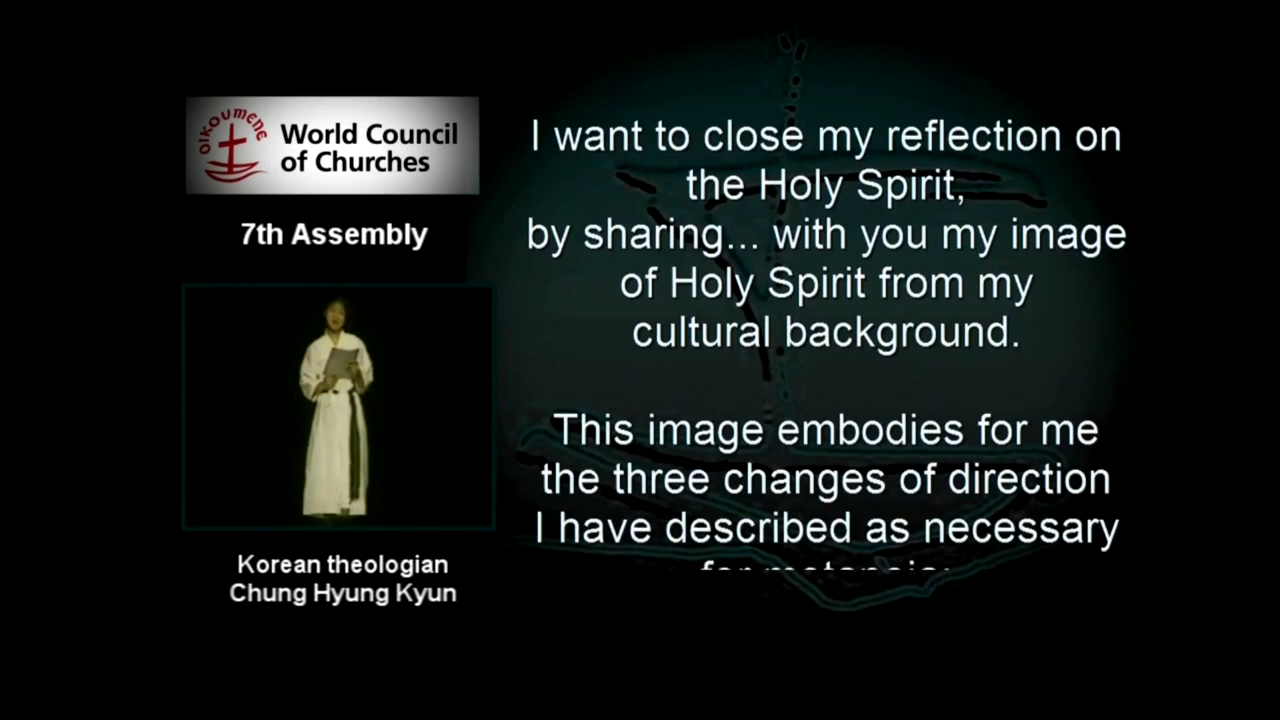 OIKOUMENE
World Council
of Churches
7th Assembly
Korean theologian
Chung Hyung Kyun
I want to close my reflection on
the Holy Spirit,
by sharing... with you my image
of Holy Spirit from my
cultural background.
This image embodies for me
the three changes of direction
I have described as necessary